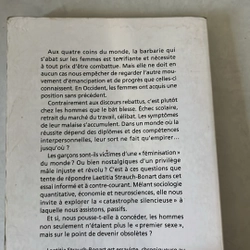 Aux quatre coins du monde, la barbarie qui
s'abat sur les femmes est terrifiante et nécessite
à tout prix d'être combattue. Mais elle ne doit en
aucun cas nous empêcher de regarder l'autre mou-
vement d'émancipation et de progrès que celles-ci
connaissent. En Occident, les femmes ont acquis une
position sans précédent.
Contrairement aux discours rebattus, c'est plutôt
chez les hommes que le bât blesse. Échec scolaire,
retrait du marché du travail, célibat. Les symptômes
de leur malaise s'accumulent. Dans un monde où la
réussite dépend des diplômes et des compétences
interpersonnelles, leur sort ne fait qu'empirer...
jusqu'où ?
Les garçons sont-ils victimes d'une « féminisation »
du monde ? Ou bien nostalgiques d'un privilège
mâle injuste et révolu ? C'est à ces questions que
tente de répondre Laetitia Strauch-Bonart dans cet
essai informé et à contre-courant. Mêlant sociologie
quantitative, économie et neurosciences, elle nous
invite à explorer la « catastrophe silencieuse » à
laquelle nous assistons, passifs.
Et si, nous pousse-t-elle à concéder, les hommes
non seulement n'étaient plus le « premier sexe »,
mais sur le point de devenir obsolètes ?